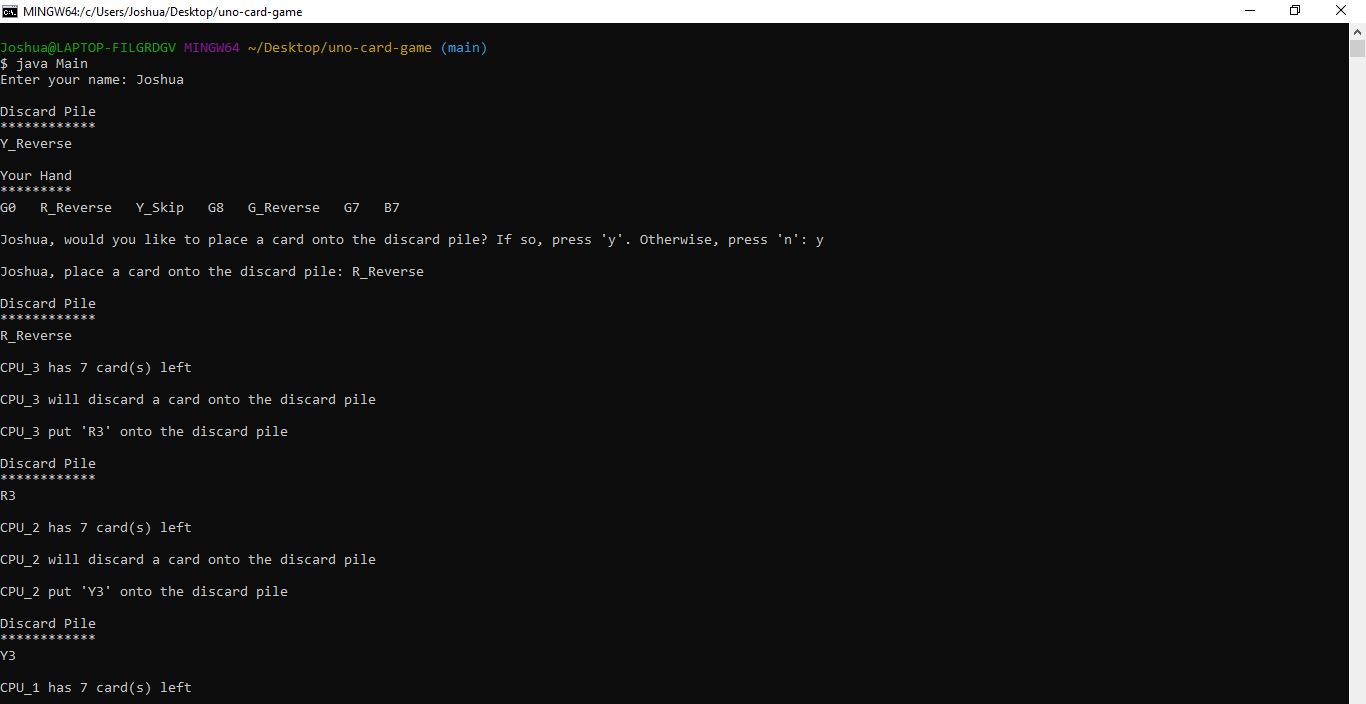 MINGW64:/c/Users/Joshua/Desktop/uno-card-game
Joshua@LAPTOP-FILGRDGV MINGW64 ~/Desktop/uno-card-game (main)
$ java Main
Enter your name: Joshua
Discard Pile
************
Y_Reverse
Your Hand
*********
G0   R_Reverse   Y_Skip   G8   G_Reverse   G7   B7
Joshua, would you like to place a card onto the discard pile? If so, press 'y'. Otherwise, press 'n': y
Joshua, place a card onto the discard pile: R_Reverse
Discard Pile
************
R_Reverse
CPU_3 has 7 card(s) left
CPU_3 will discard a card onto the discard pile
CPU_3 put 'R3' onto the discard pile
Discard Pile
************
R3
CPU_2 has 7 card(s) left
CPU_2 will discard a card onto the discard pile
CPU_2 put 'Y3' onto the discard pile
Discard Pile
************
Y3
CPU_1 has 7 card(s) left